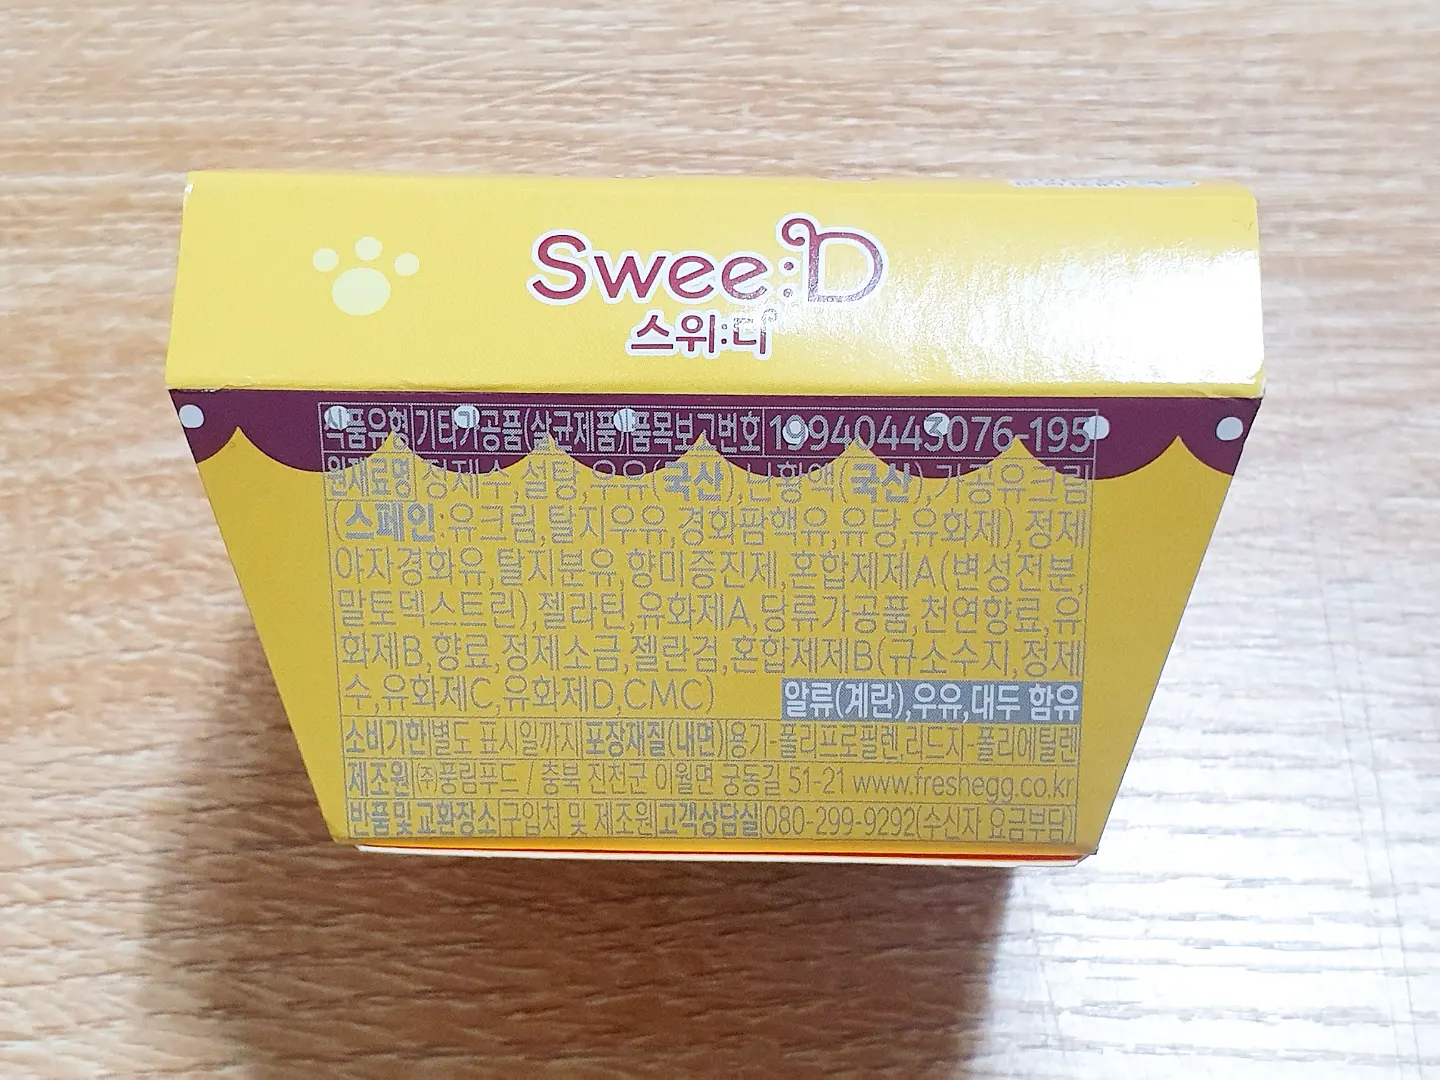 Swee:D
스위:디
식품유형 기타가공품(살균제품) 품목보고번호 19940443076-195
원재료명 정제수,설탕,우유(국산),난황액(국산),가공유크림
(스페인:유크림,탈지우유,경화팜핵유,유당,유화제),정제
야자경화유,탈지분유,향미증진제,혼합제제A(변성전분,
말토덱스트린),젤라틴,유화제A,당류가공품,천연향료,유
화제B,향료,정제소금,젤란검,혼합제제B(규소수지,정제
수,유화제C,유화제D,CMC) 알류(계란),우유,대두 함유
소비기한 별도 표시일까지 포장재질(내면) 용기-폴리프로필렌,리드지-폴리에틸렌
제조원 ㈜풍림푸드 / 충북 진천군 이월면 궁동길 51-21 www.freshegg.co.kr
반품및교환장소 구입처 및 제조원 고객상담실 080-299-9292(수신자 요금부담)